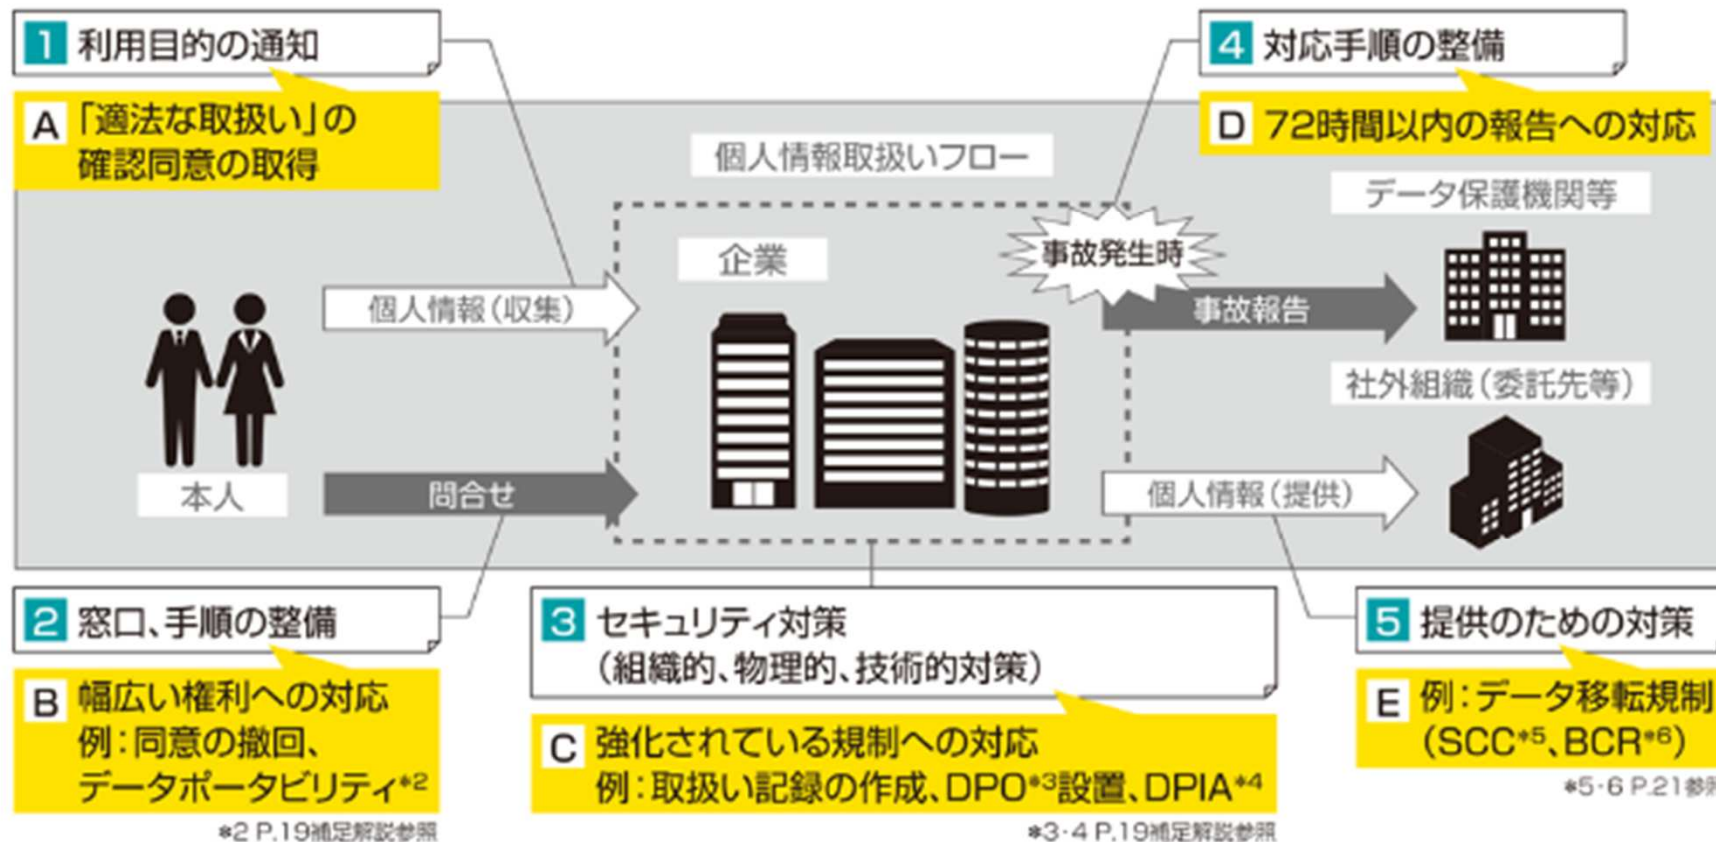 1 利用目的の通知
A 「適法な取扱い」の
確認同意の取得
4 対応手順の整備
D 72時間以内の報告への対応
個人情報取扱いフロー
企業
事故発生時
データ保護機関等
個人情報(収集)
事故報告
社外組織(委託先等)
本人
問合せ
個人情報(提供)
2 窓口、手順の整備
B 幅広い権利への対応
例:同意の撤回、
データポータビリティ*2
*2 P.19補足解説参照
3 セキュリティ対策
(組織的、物理的、技術的対策)
C 強化されている規制への対応
例:取扱い記録の作成、DPO*3設置、DPIA*4
*3・4 P.19補足解説参照
5 提供のための対策
E 例:データ移転規制
(SCC*5、BCR*6)
*5・6 P.21参照